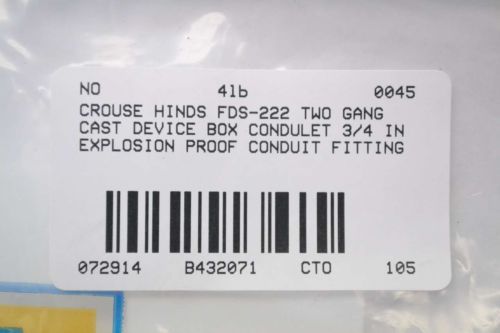 NO 41b 0045
CROUSE HINDS FDS-222 TWO GANG
CAST DEVICE BOX CONDULET 3/4 IN
EXPLOSION PROOF CONDUIT FITTING
072914 B432071 CTO 105